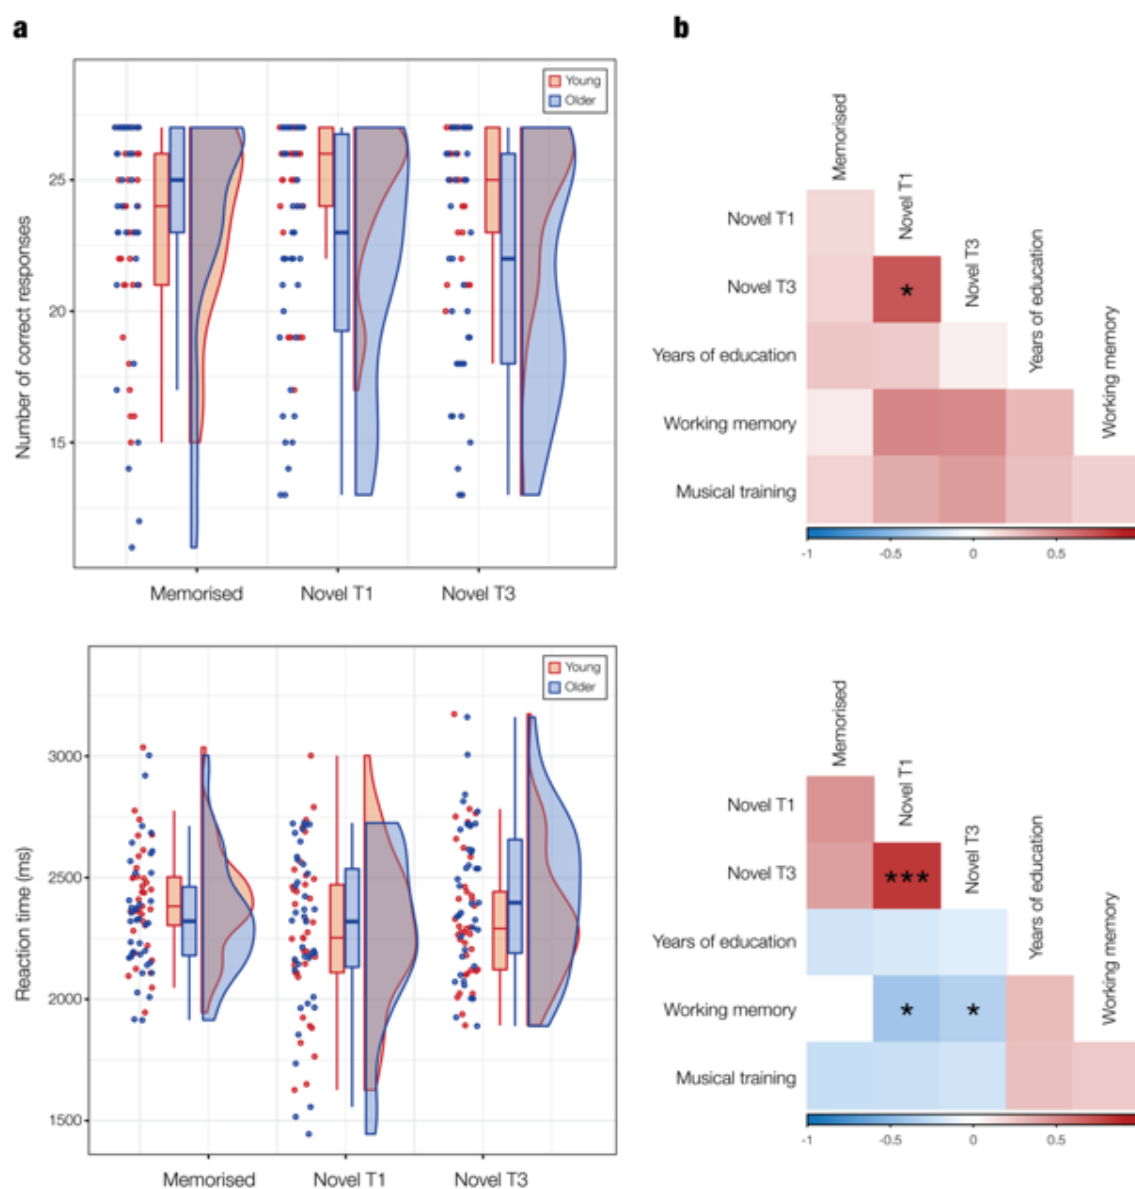 a
Number of correct responses
25
20
15
Young
Older
Memorised
Novel T1
Novel T3
Reaction time (ms)
3000
2500
2000
1500
Young
Older
Memorised
Novel T1
Novel T3
b
Memorised
Novel T1
Novel T3
Years of education
Working memory
Novel T1
Novel T3
Years of education
Working memory
Musical training
*
-1
-0.5
0
0.5
Memorised
Novel T1
Novel T3
Years of education
Working memory
Novel T1
Novel T3
Years of education
Working memory
Musical training
***
*
*
-1
-0.5
0
0.5